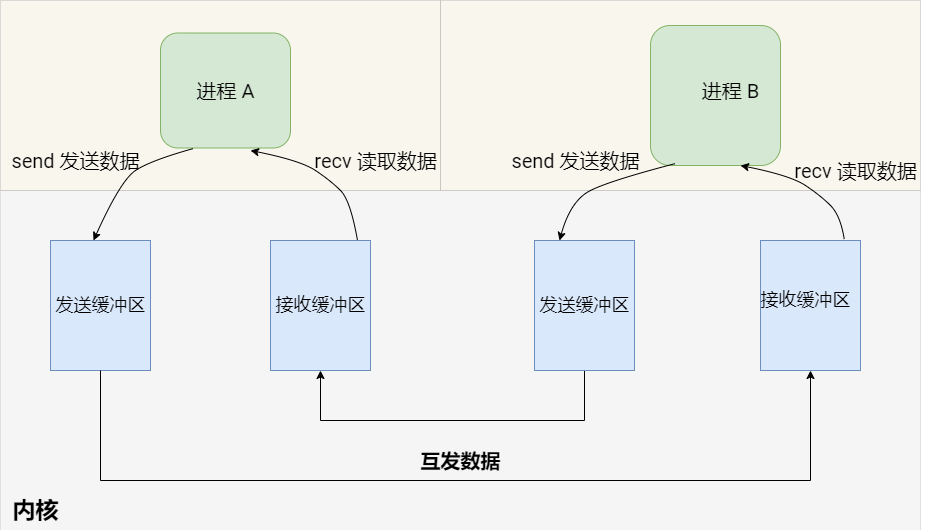 进程 A
进程 B
send 发送数据
recv 读取数据
send 发送数据
recv 读取数据
发送缓冲区
接收缓冲区
发送缓冲区
接收缓冲区
互发数据
内核